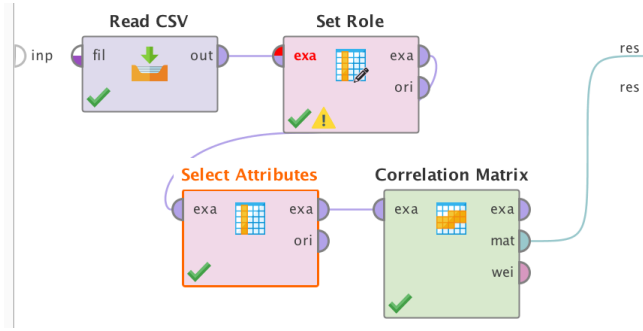 Read CSV
Set Role
inp
fil
out
exa
exa
ori
res
res
Select Attributes
Correlation Matrix
exa
exa
ori
exa
exa
mat
wei